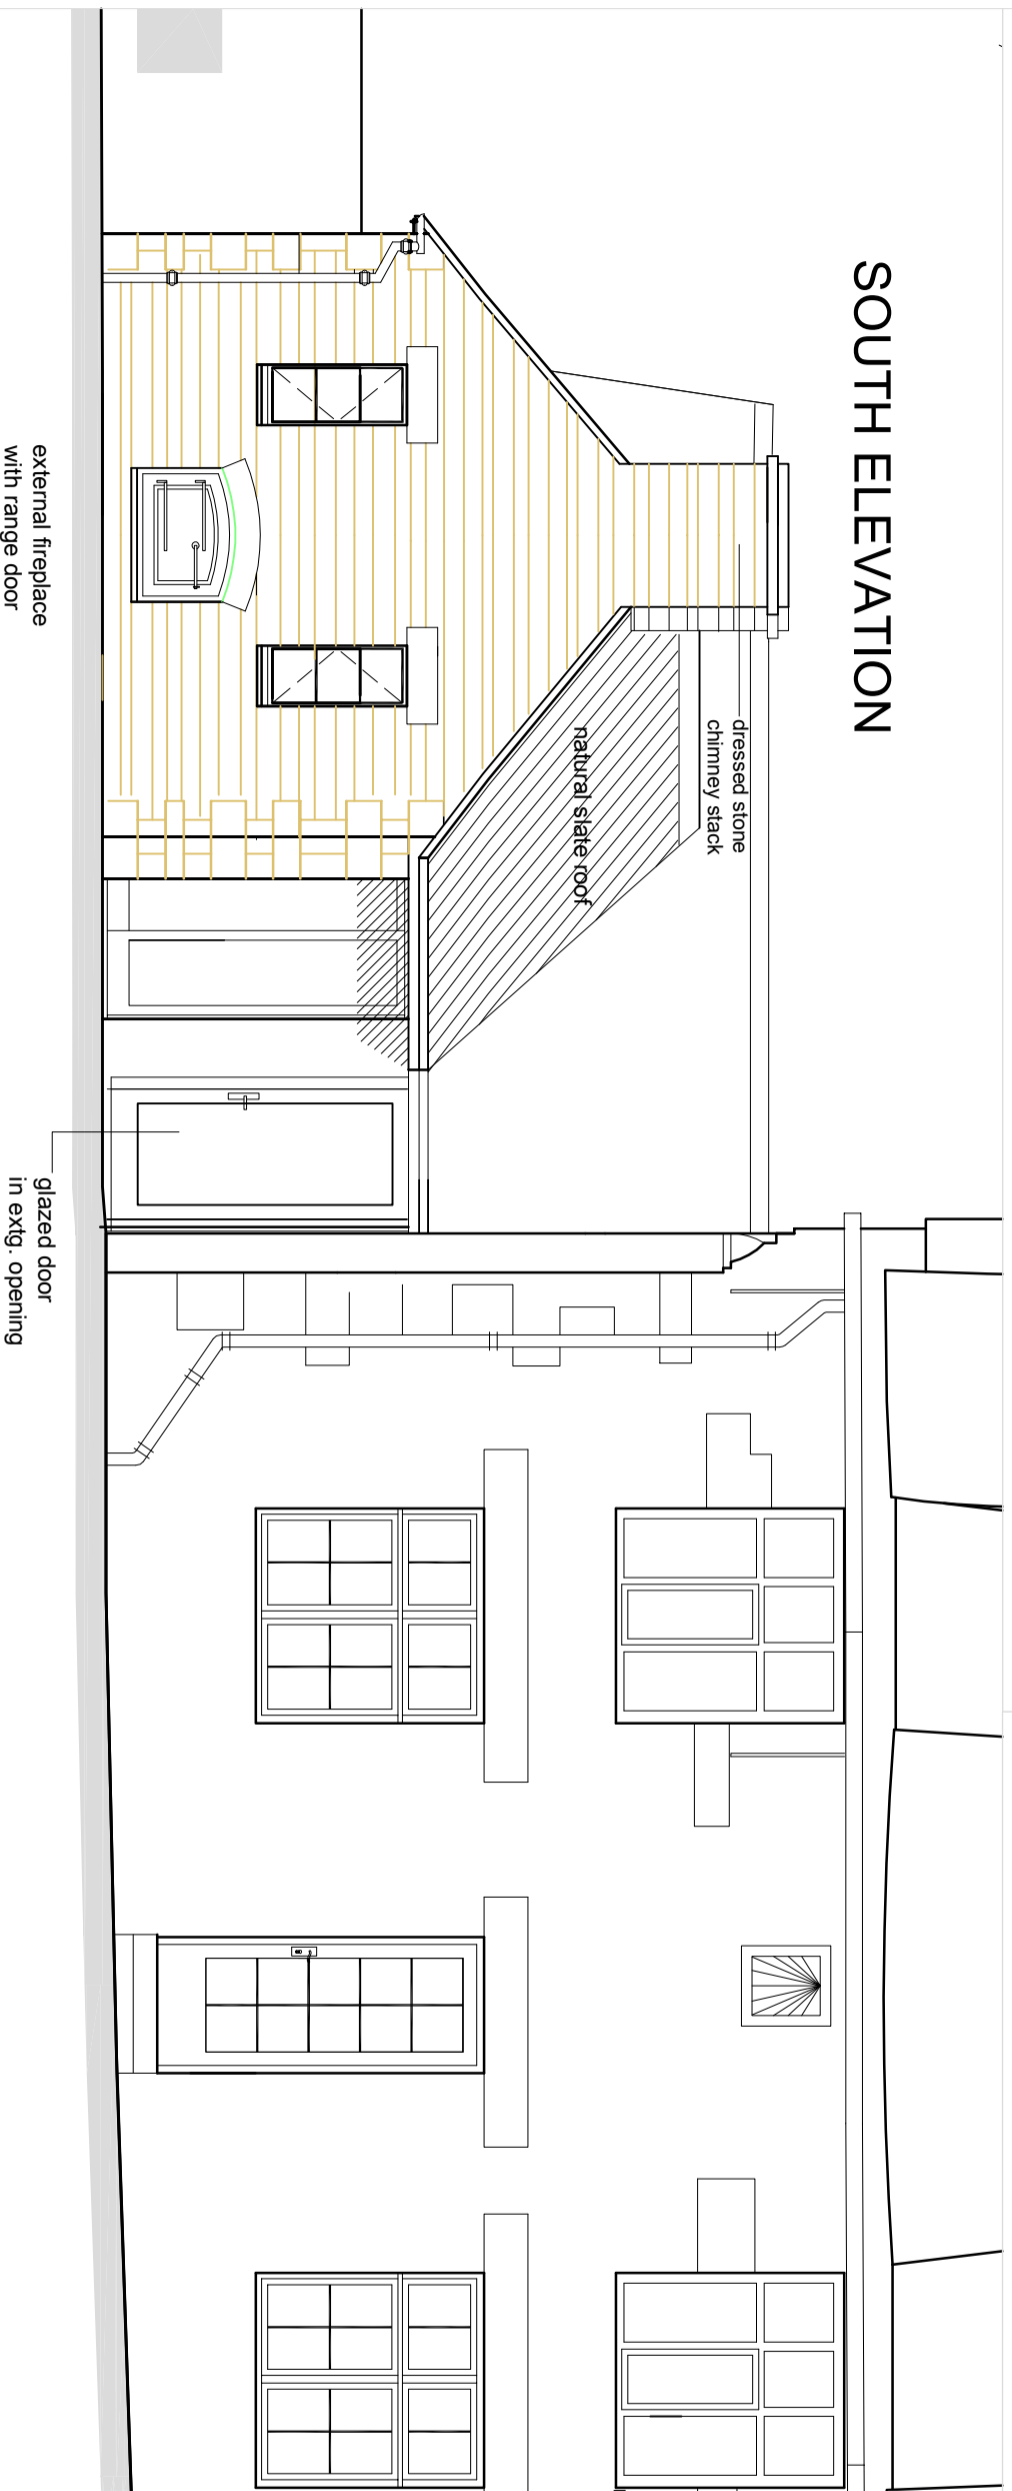 SOUTH ELEVATION
dressed stone
chimney stack
natural slate roof
external fireplace
with range door
glazed door
in extg. opening